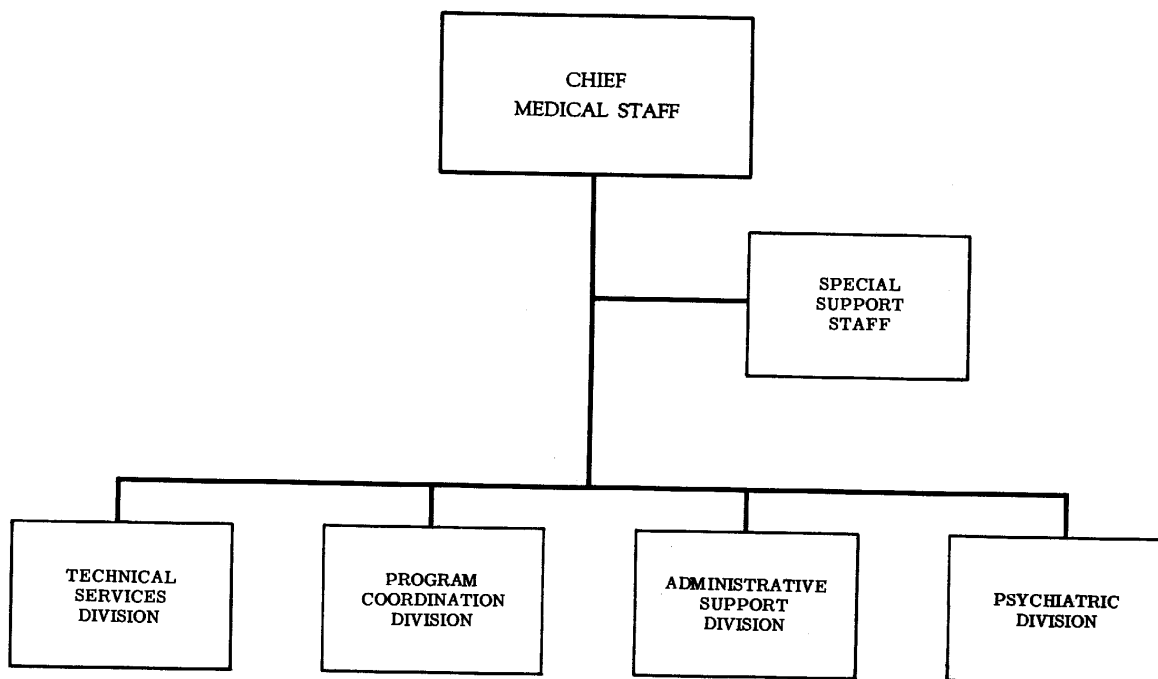 CHIEF
MEDICAL STAFF
SPECIAL
SUPPORT
STAFF
TECHNICAL
SERVICES
DIVISION
PROGRAM
COORDINATION
DIVISION
ADMINISTRATIVE
SUPPORT
DIVISION
PSYCHIATRIC
DIVISION